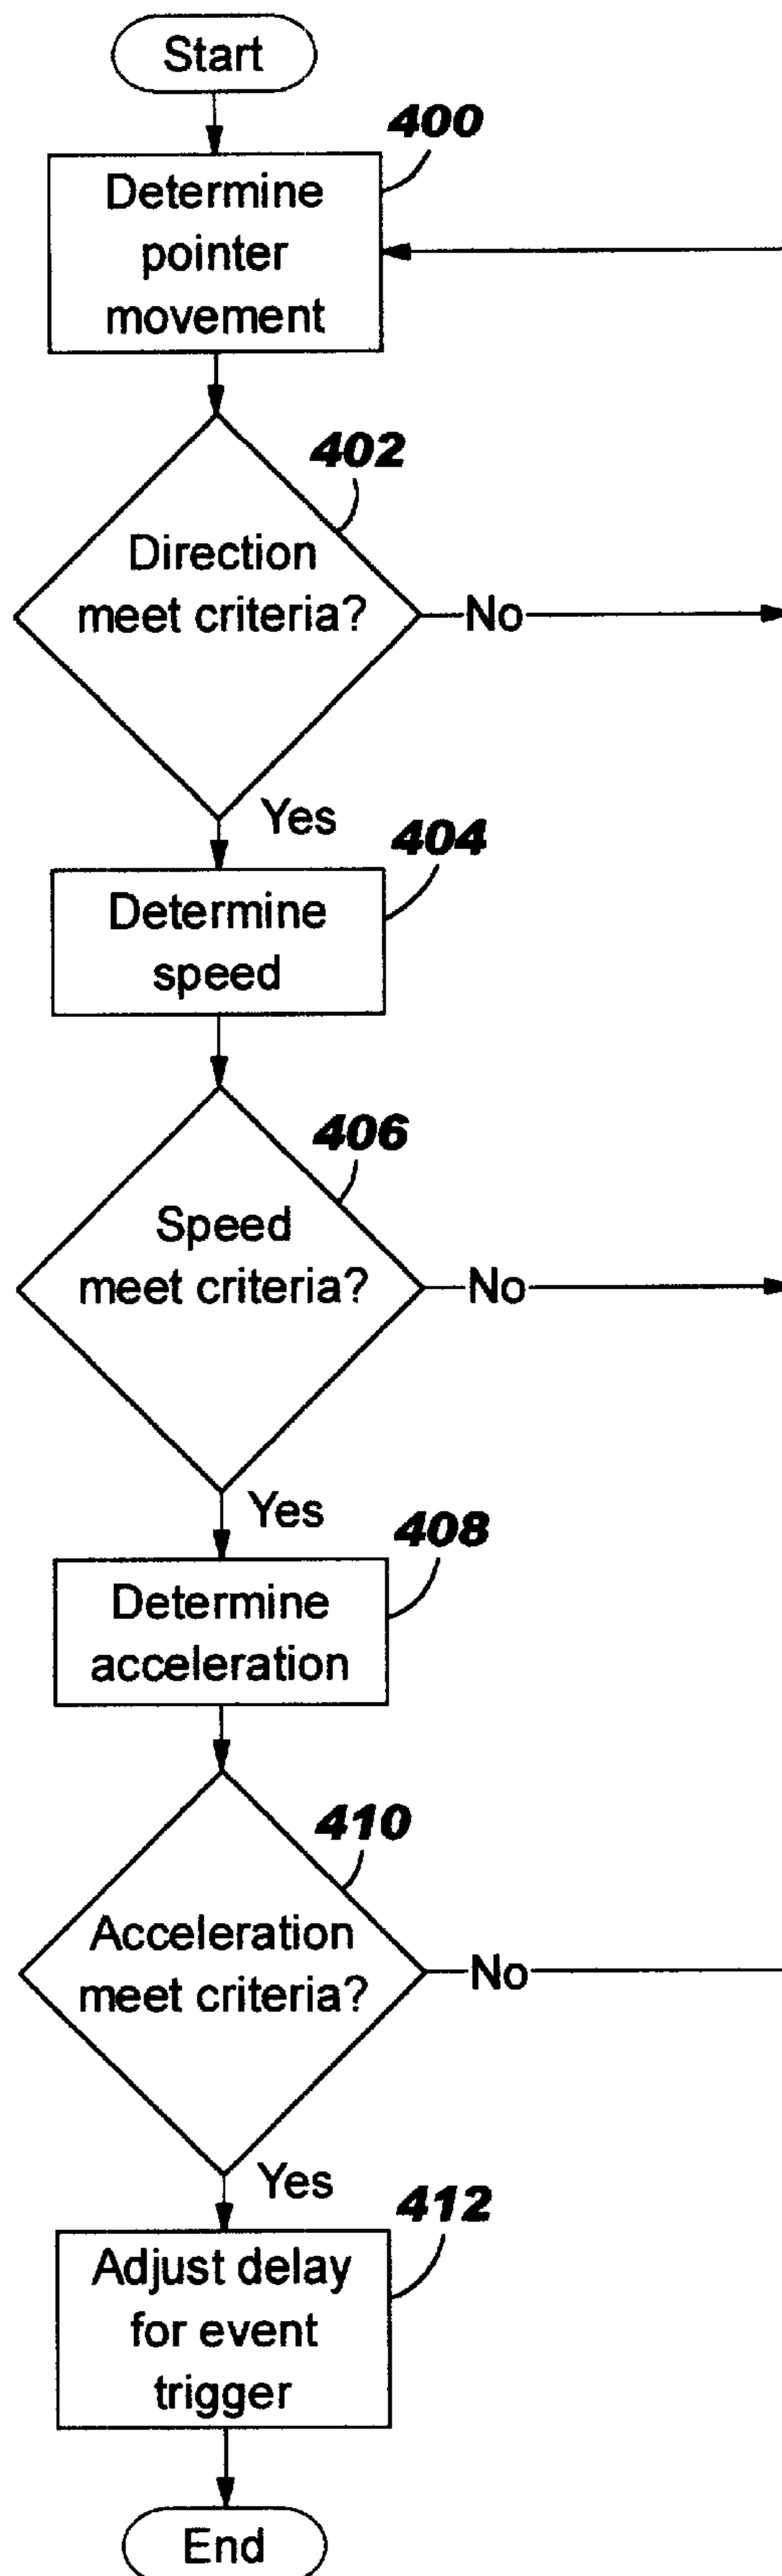 Start
400
Determine
pointer
movement
402
Direction
meet criteria?
No
Yes
404
Determine
speed
406
Speed
meet criteria?
No
Yes
408
Determine
acceleration
410
Acceleration
meet criteria?
No
Yes
412
Adjust delay
for event
trigger
End